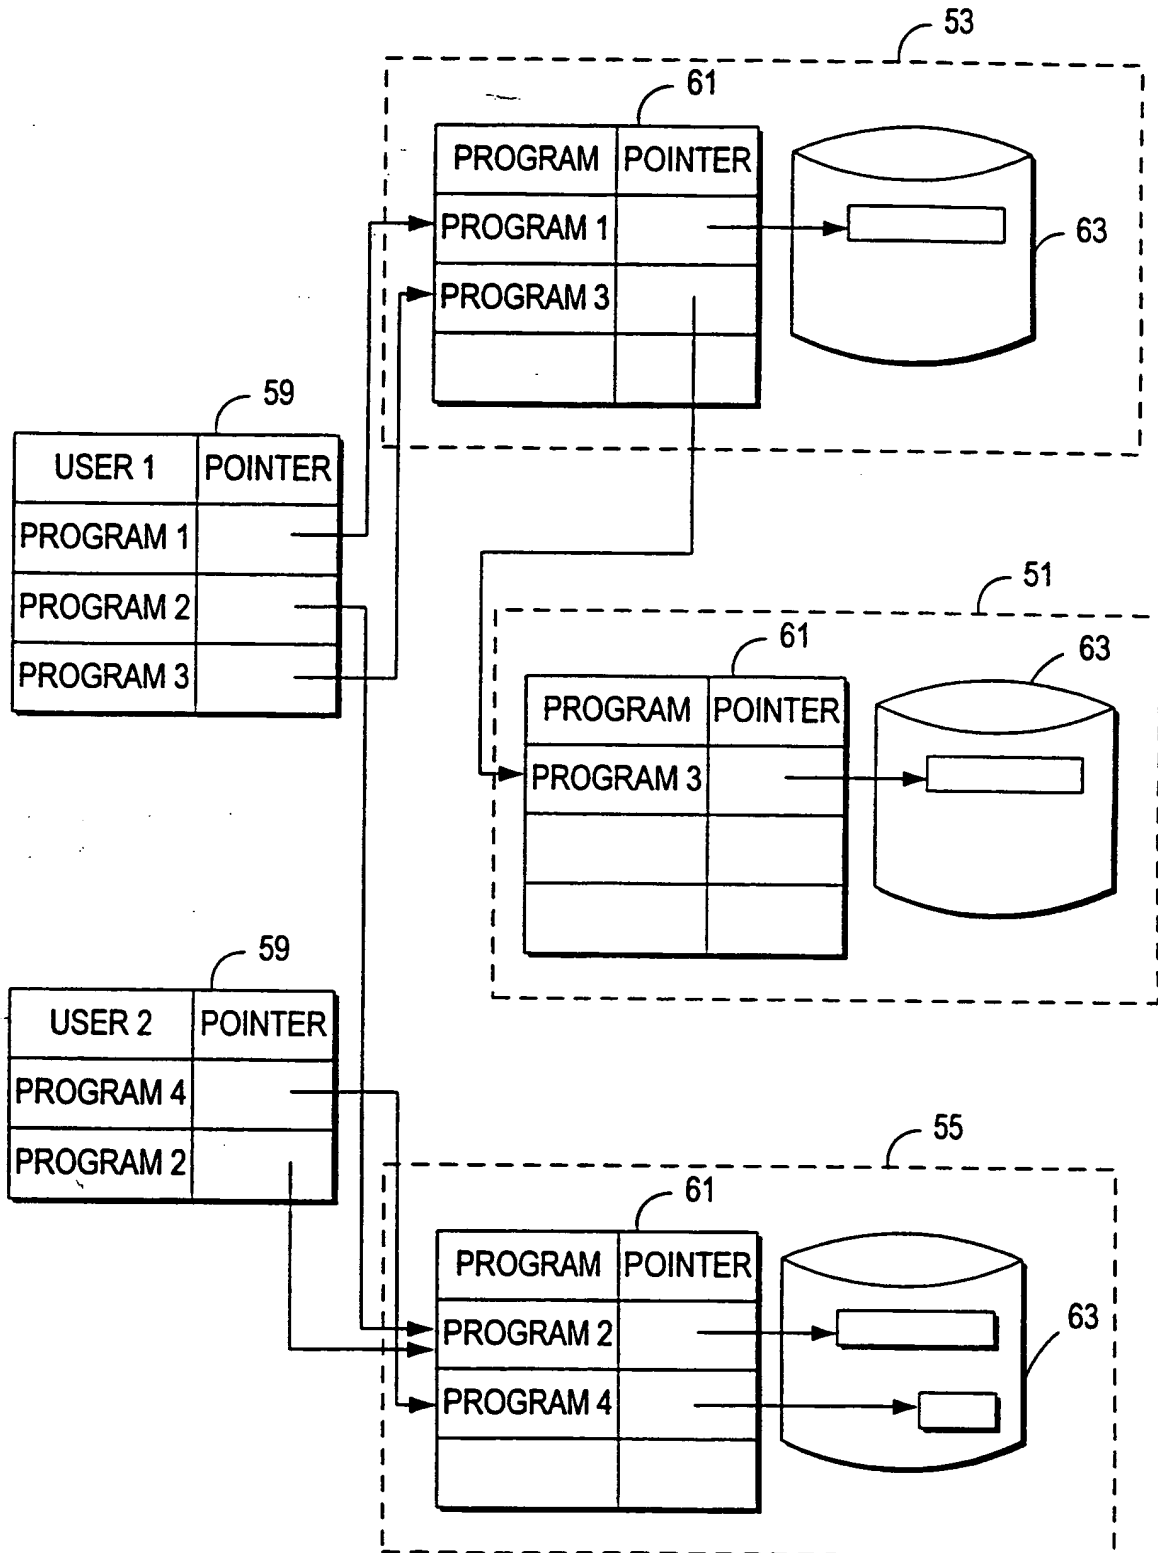 53
61
PROGRAM POINTER
PROGRAM 1
63
PROGRAM 3
59
USER 1 POINTER
PROGRAM 1
PROGRAM 2
PROGRAM 3
51
61
63
PROGRAM POINTER
PROGRAM 3
59
USER 2 POINTER
PROGRAM 4
PROGRAM 2
55
61
PROGRAM POINTER
PROGRAM 2
63
PROGRAM 4